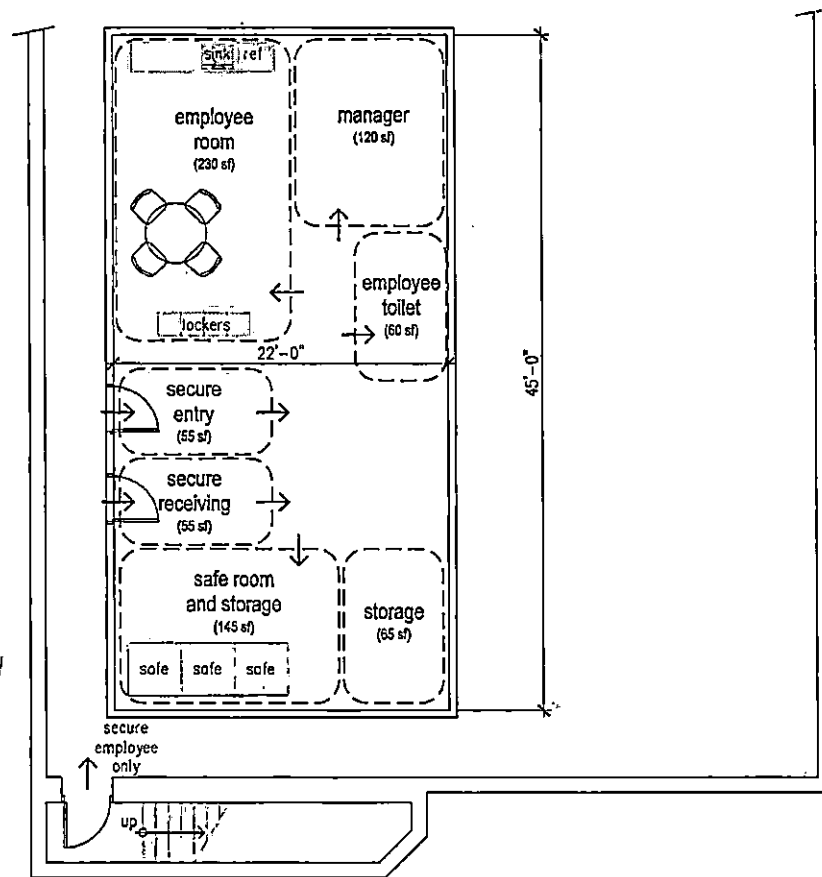 sink ref
employee
room
(230 sf)
manager
(120 sf)
employee
toilet
(60 sf)
lockers
22'-0"
45'-0"
secure
entry
(55 sf)
secure
receiving
(55 sf)
safe room
and storage
(145 sf)
storage
(65 sf)
safe safe safe
secure
employee
only
up